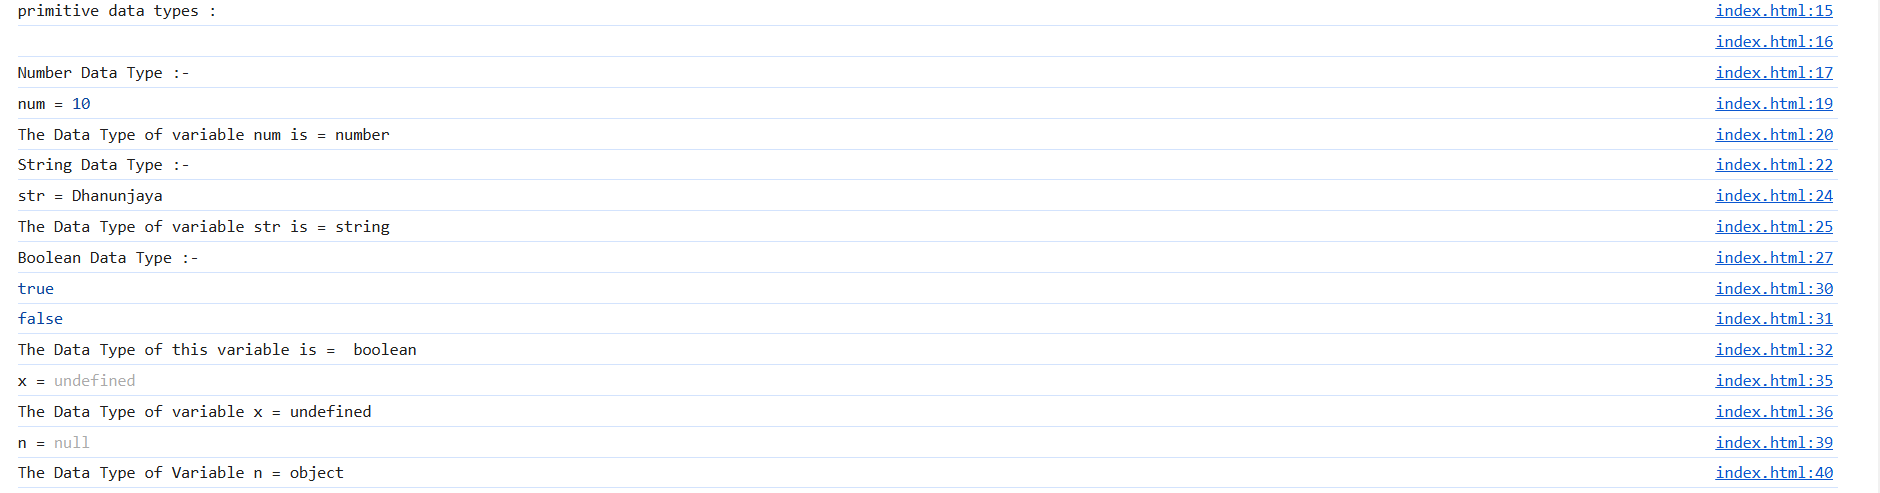 primitive data types : index.html:15
index.html:16
Number Data Type :- index.html:17
num = 10 index.html:19
The Data Type of variable num is = number index.html:20
String Data Type :- index.html:22
str = Dhanunjaya index.html:24
The Data Type of variable str is = string index.html:25
Boolean Data Type :- index.html:27
true index.html:30
false index.html:31
The Data Type of this variable is =  boolean index.html:32
x = undefined index.html:35
The Data Type of variable x = undefined index.html:36
n = null index.html:39
The Data Type of Variable n = object index.html:40